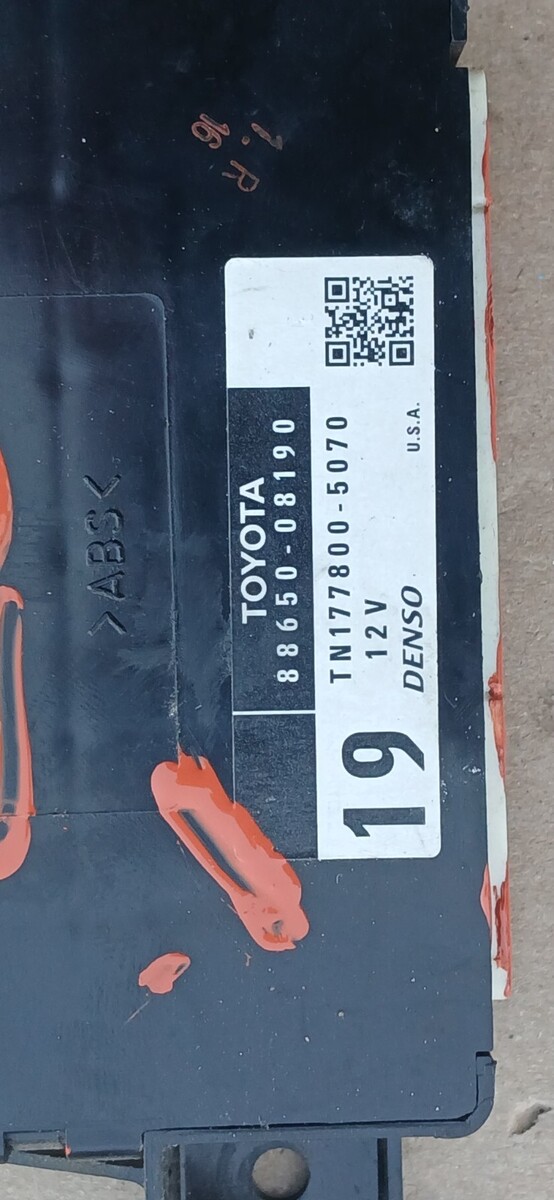 TOYOTA
88650-08190
TN177800-5070
12V
DENSO
U.S.A.
19
>ABS<
16